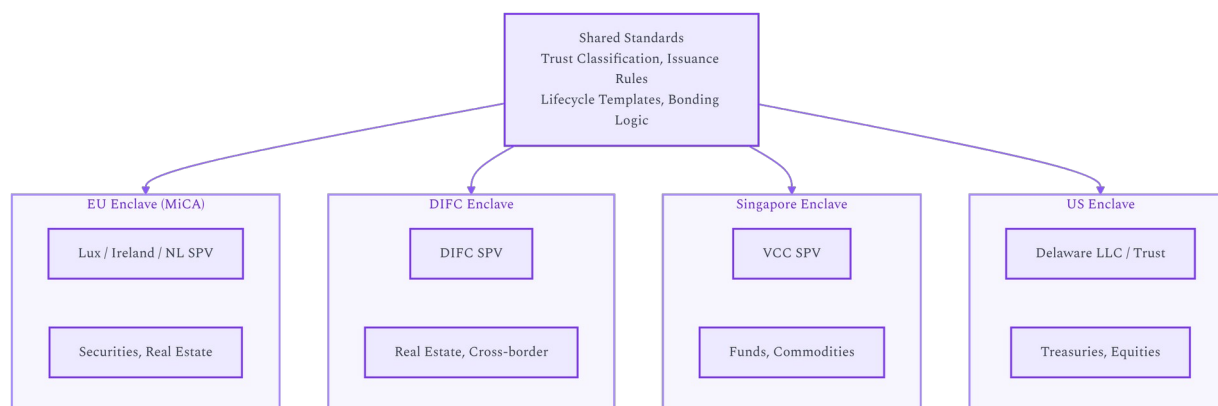 Shared Standards
Trust Classification, Issuance
Rules
Lifecycle Templates, Bonding
Logic
EU Enclave (MiCA)
Lux / Ireland / NL SPV
Securities, Real Estate
DIFC Enclave
DIFC SPV
Real Estate, Cross-border
Singapore Enclave
VCC SPV
Funds, Commodities
US Enclave
Delaware LLC / Trust
Treasuries, Equities